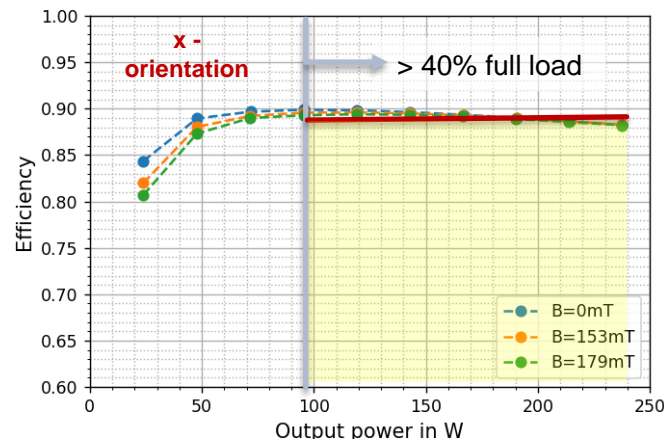 1.00
0.95
0.90
0.85
0.80
0.75
0.70
0.65
0.60
Efficiency
x -
orientation
> 40% full load
B=0mT
B=153mT
B=179mT
0
50
100
150
200
250
Output power in W